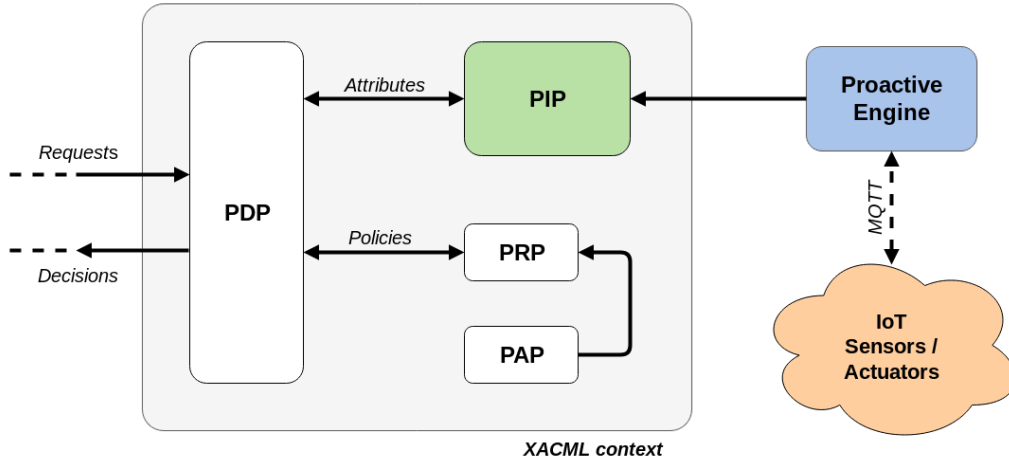 Attributes
PIP
Proactive
Engine
Requests
PDP
MQTT
Policies
PRP
Decisions
IoT
Sensors /
Actuators
PAP
XACML context